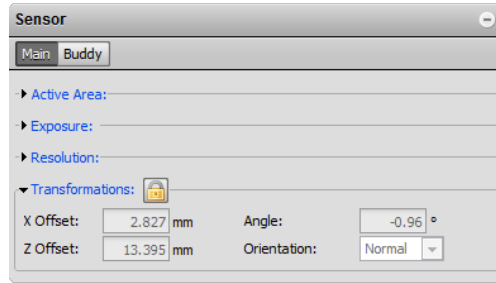 Sensor
Main Buddy
Active Area:
Exposure:
Resolution:
Transformations:
X Offset: 2.827 mm Angle: -0.96 °
Z Offset: 13.395 mm Orientation: Normal